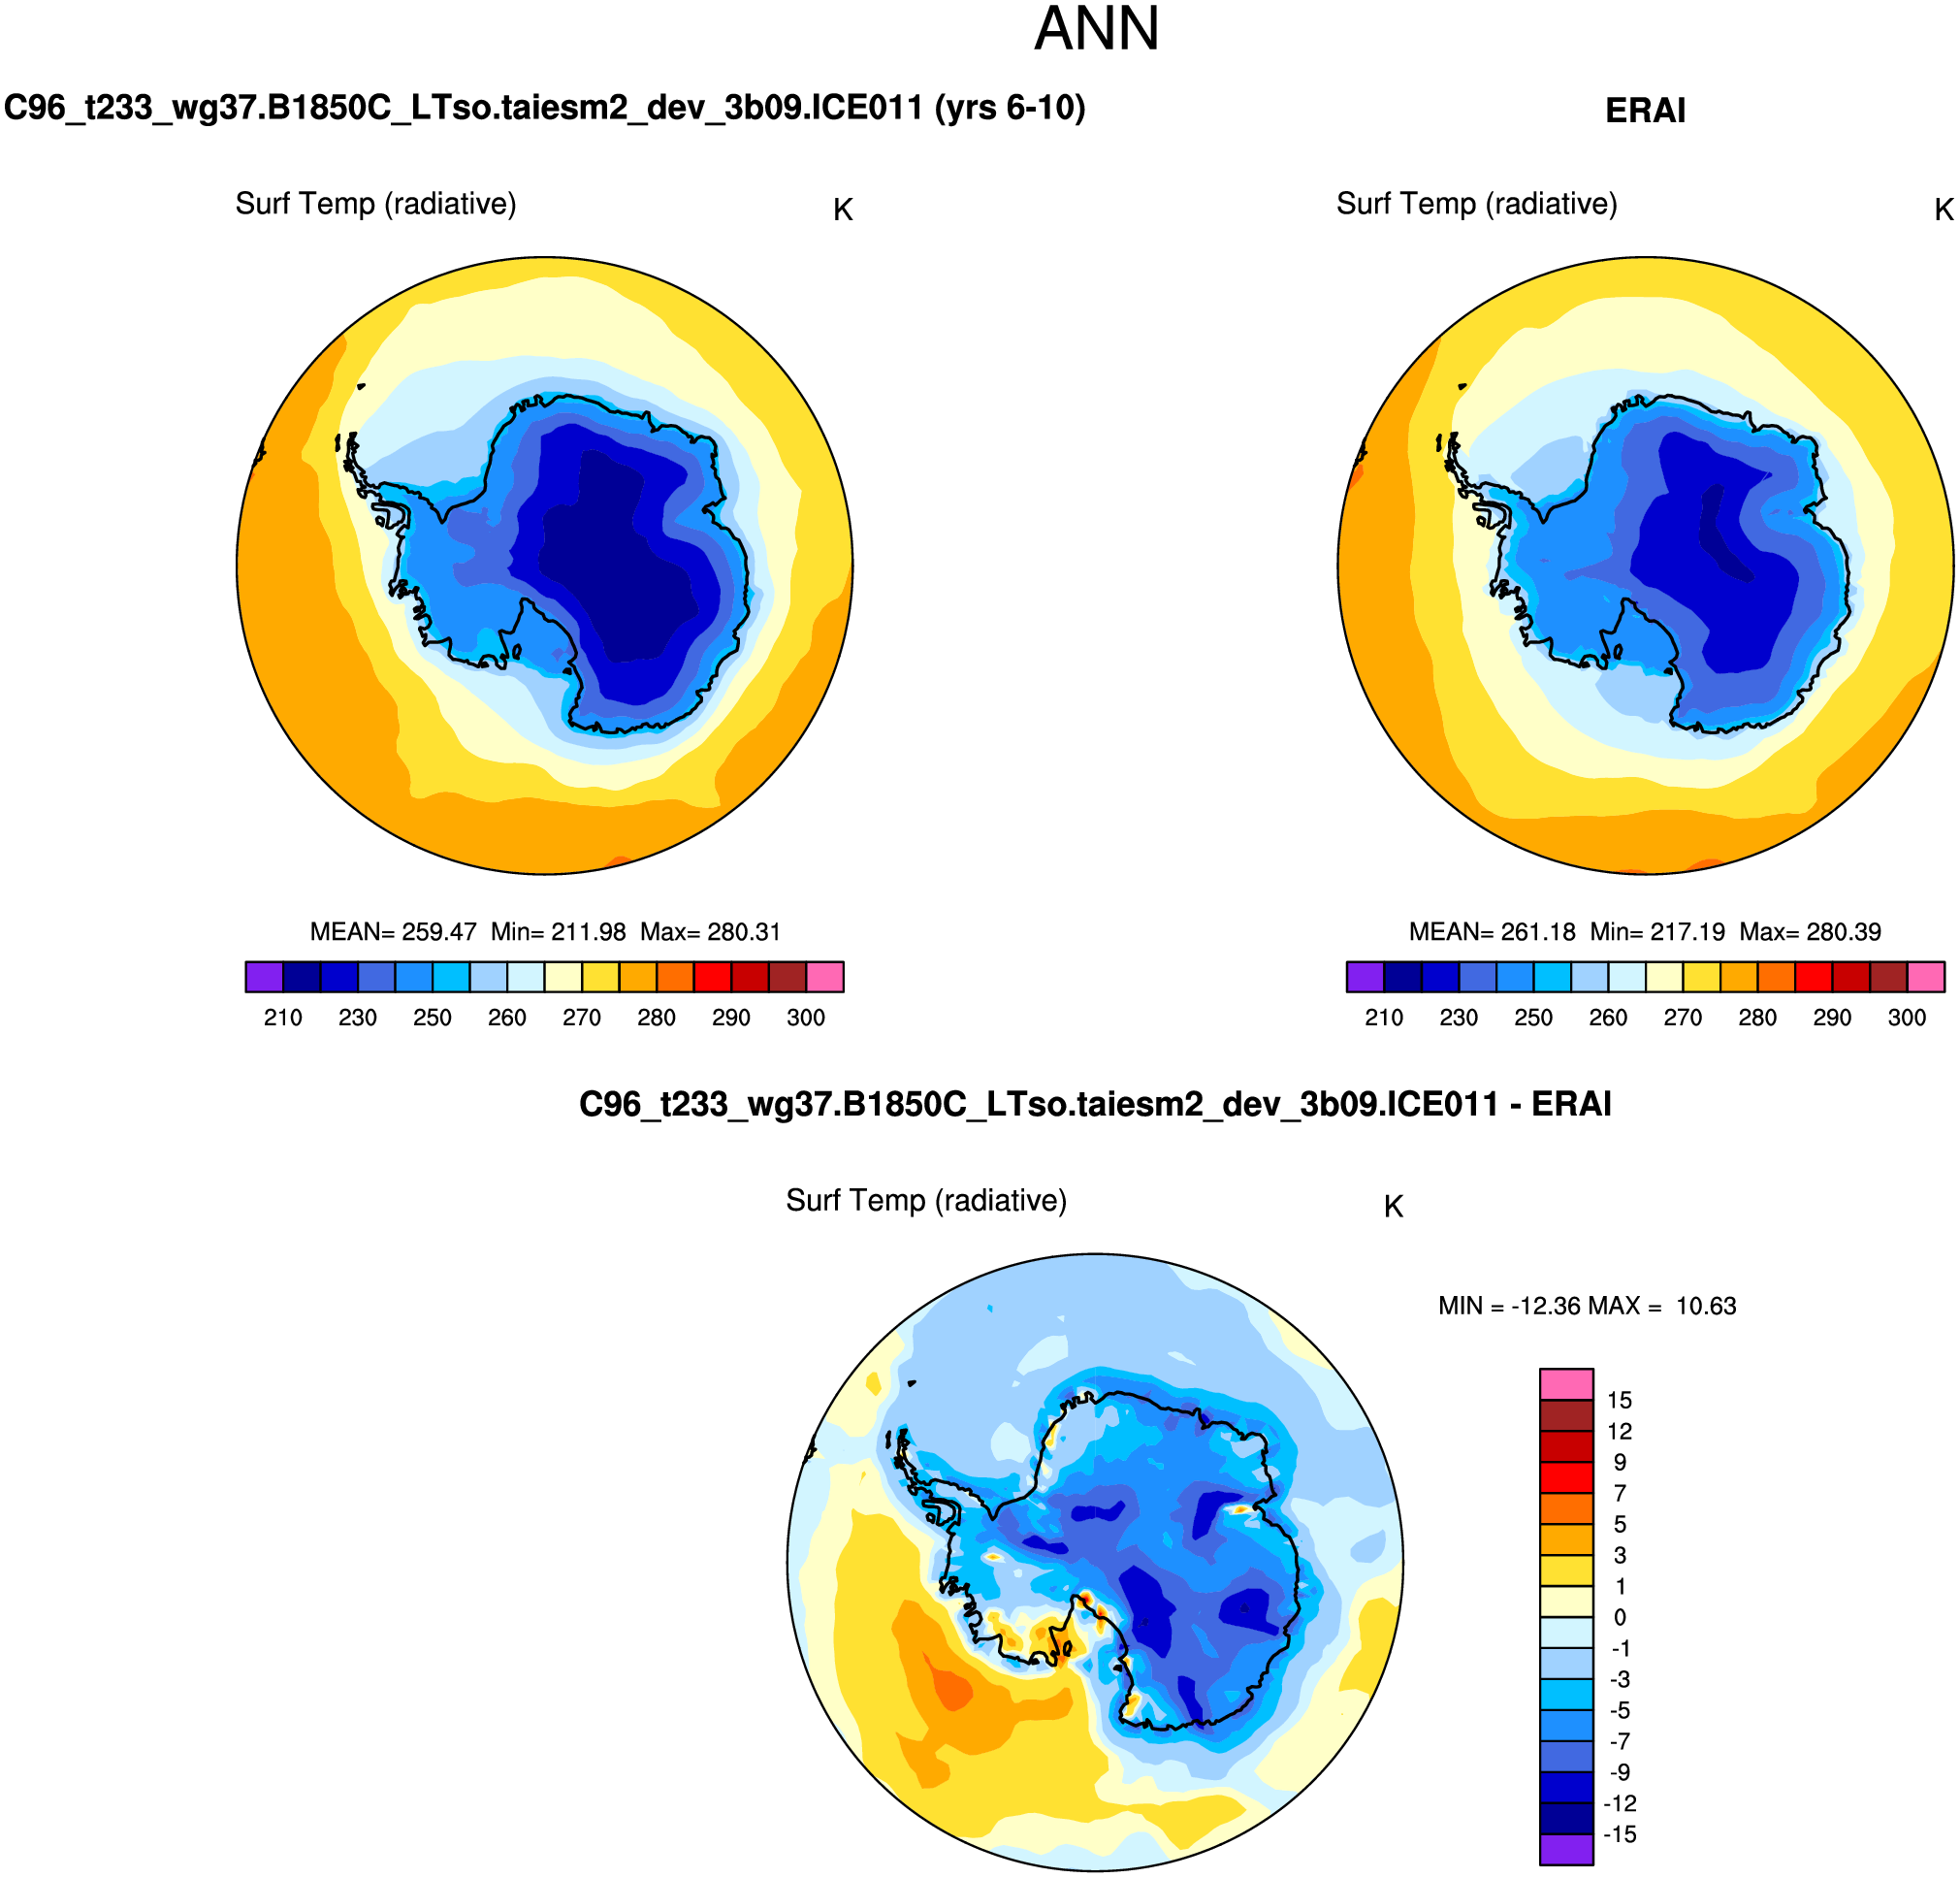 ANN
C96_t233_wg37.B1850C_LTso.taiesm2_dev_3b09.ICE011 (yrs 6-10)
ERAI
Surf Temp (radiative) K
Surf Temp (radiative) K
MEAN= 259.47 Min= 211.98 Max= 280.31
MEAN= 261.18 Min= 217.19 Max= 280.39
210 230 250 260 270 280 290 300
210 230 250 260 270 280 290 300
C96_t233_wg37.B1850C_LTso.taiesm2_dev_3b09.ICE011 - ERAI
Surf Temp (radiative) K
MIN = -12.36 MAX = 10.63
15
12
9
7
5
3
1
0
-1
-3
-5
-7
-9
-12
-15